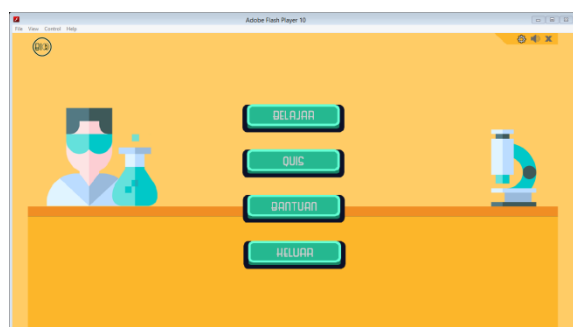 Adobe Flash Player 10
File View Control Help
BELAJAR
QUIS
BANTUAN
KELUAR